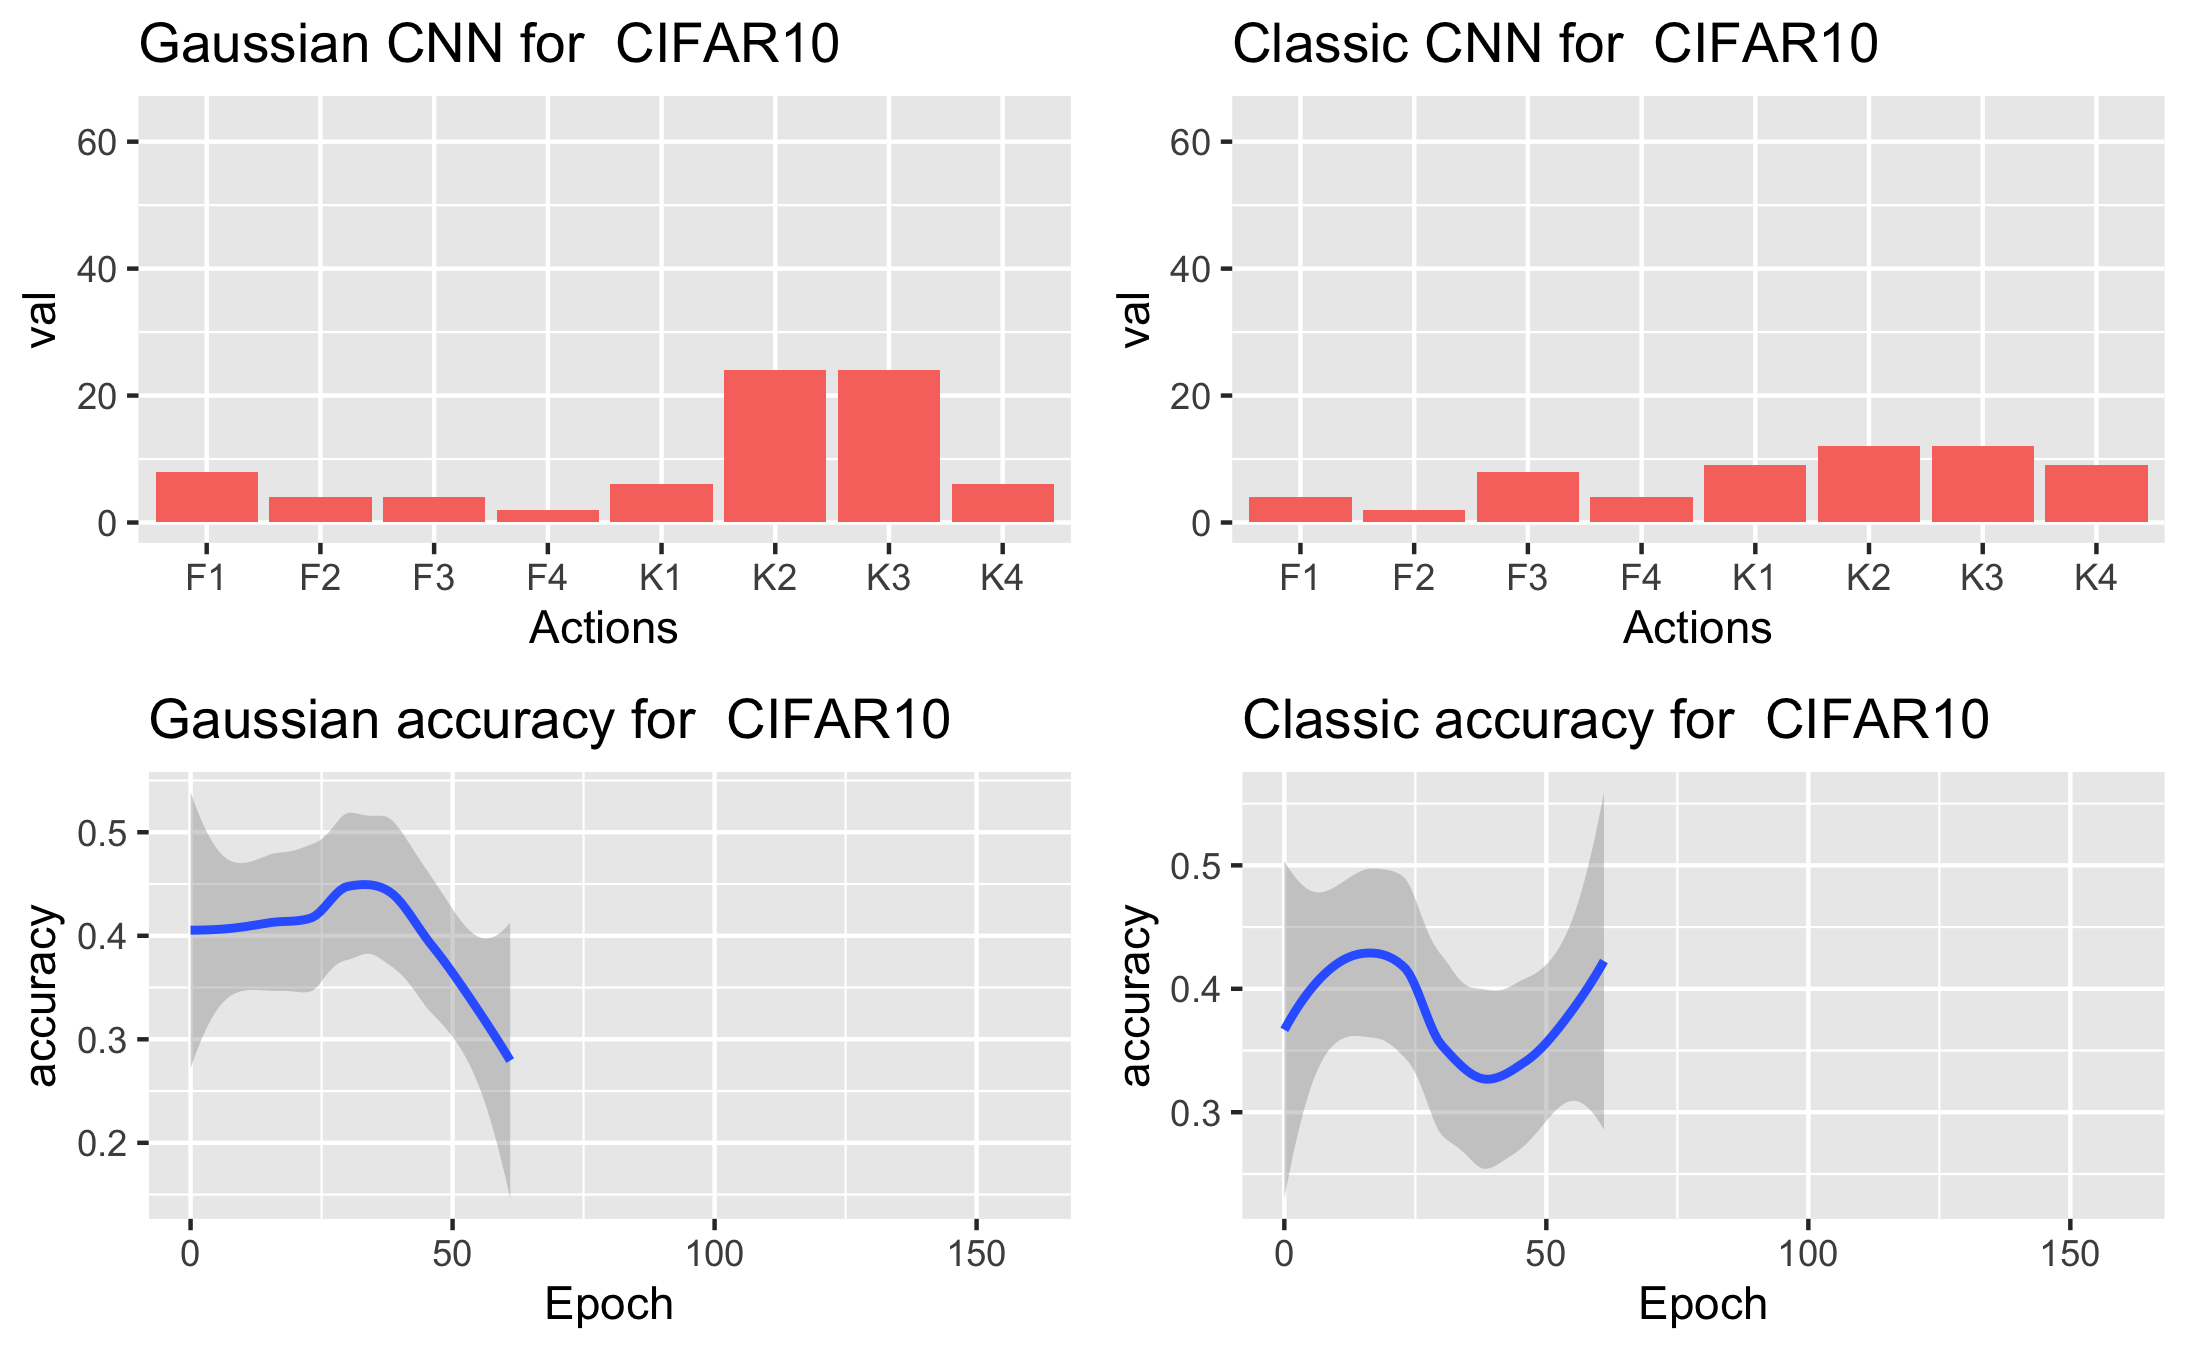 Gaussian CNN for  CIFAR10
60
40
20
0
val
F1 F2 F3 F4 K1 K2 K3 K4
Actions
Classic CNN for  CIFAR10
60
40
20
0
val
F1 F2 F3 F4 K1 K2 K3 K4
Actions
Gaussian accuracy for  CIFAR10
0.5
0.4
0.3
0.2
accuracy
0 50 100 150
Epoch
Classic accuracy for  CIFAR10
0.5
0.4
0.3
accuracy
0 50 100 150
Epoch